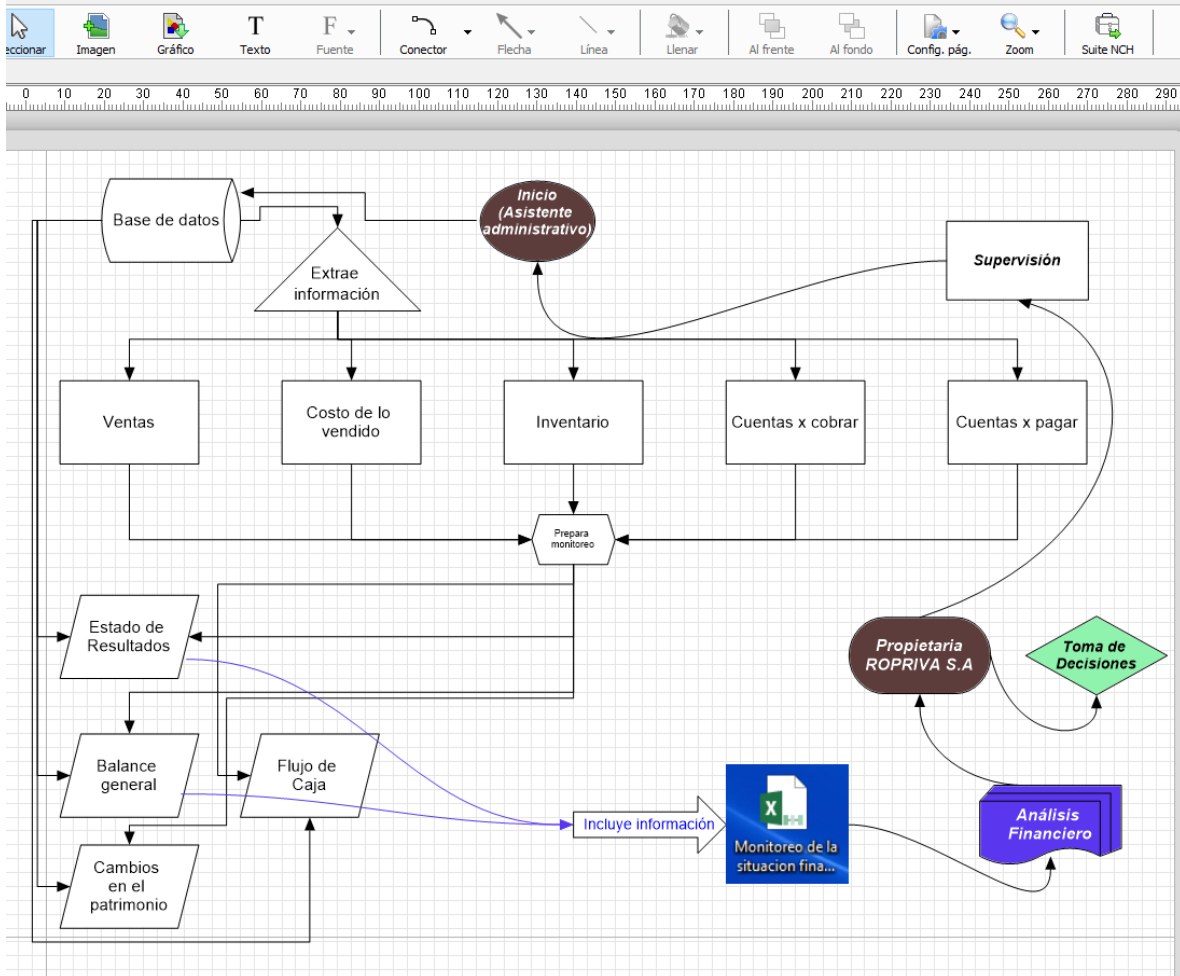 eccionar
Imagen
Gráfico
Texto
Fuente
Conector
Flecha
Línea
Llenar
Al frente
Al fondo
Config. pág.
Zoom
Suite NCH
0 10 20 30 40 50 60 70 80 90 100 110 120 130 140 150 160 170 180 190 200 210 220 230 240 250 260 270 280 290
Base de datos
Inicio
(Asistente
administrativo)
Supervisión
Extrae
información
Ventas
Costo de lo
vendido
Inventario
Cuentas x cobrar
Cuentas x pagar
Prepara
monitoreo
Estado de
Resultados
Propietaria
ROPRIVA S.A
Toma de
Decisiones
Balance
general
Flujo de
Caja
Incluye información
X
Monitoreo de la
situacion fina...
Análisis
Financiero
Cambios
en el
patrimonio